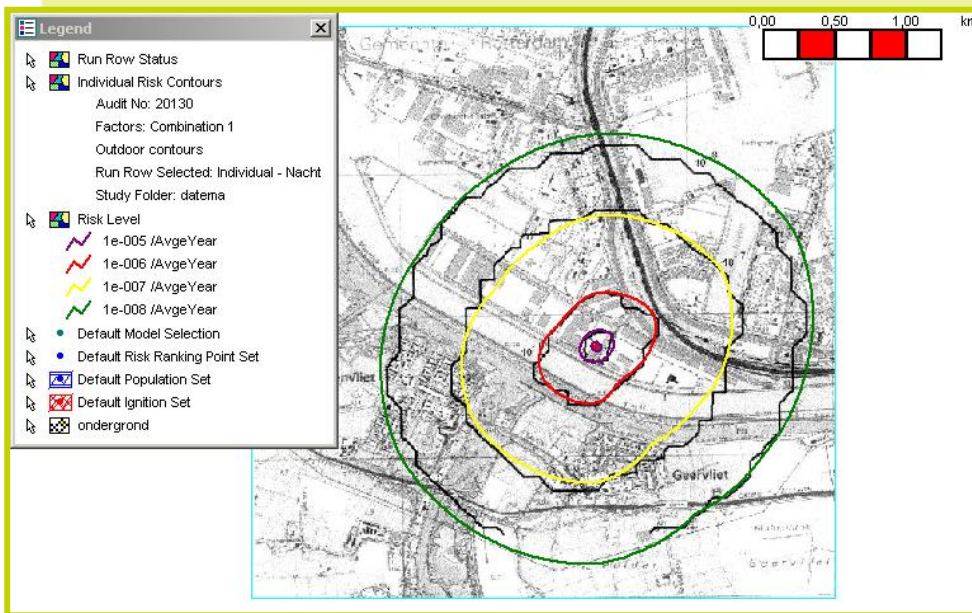 Legend
Run Row Status
Individual Risk Contours
Audit No: 20130
Factors: Combination 1
Outdoor contours
Run Row Selected: Individual - Nacht
Study Folder: datema
Risk Level
1e-005 /AvgeYear
1e-006 /AvgeYear
1e-007 /AvgeYear
1e-008 /AvgeYear
Default Model Selection
Default Risk Ranking Point Set
Default Population Set
Default Ignition Set
ondergrond
0,00 0,50 1,00 km
Rotterdam
10
10
10
Geervliet
Polder